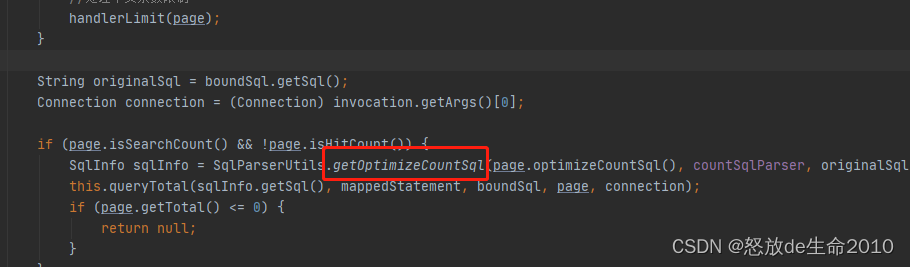 handlerLimit(page);
}
String originalSql = boundSql.getSql();
Connection connection = (Connection) invocation.getArgs()[0];
if (page.isSearchCount() && !page.isHitCount()) {
SqlInfo sqlInfo = SqlParserUtils.getOptimizeCountSql(page.optimizeCountSql(), countSqlParser, originalSql
this.queryTotal(sqlInfo.getSql(), mappedStatement, boundSql, page, connection);
if (page.getTotal() <= 0) {
return null;
}
CSDN @怒放de生命2010